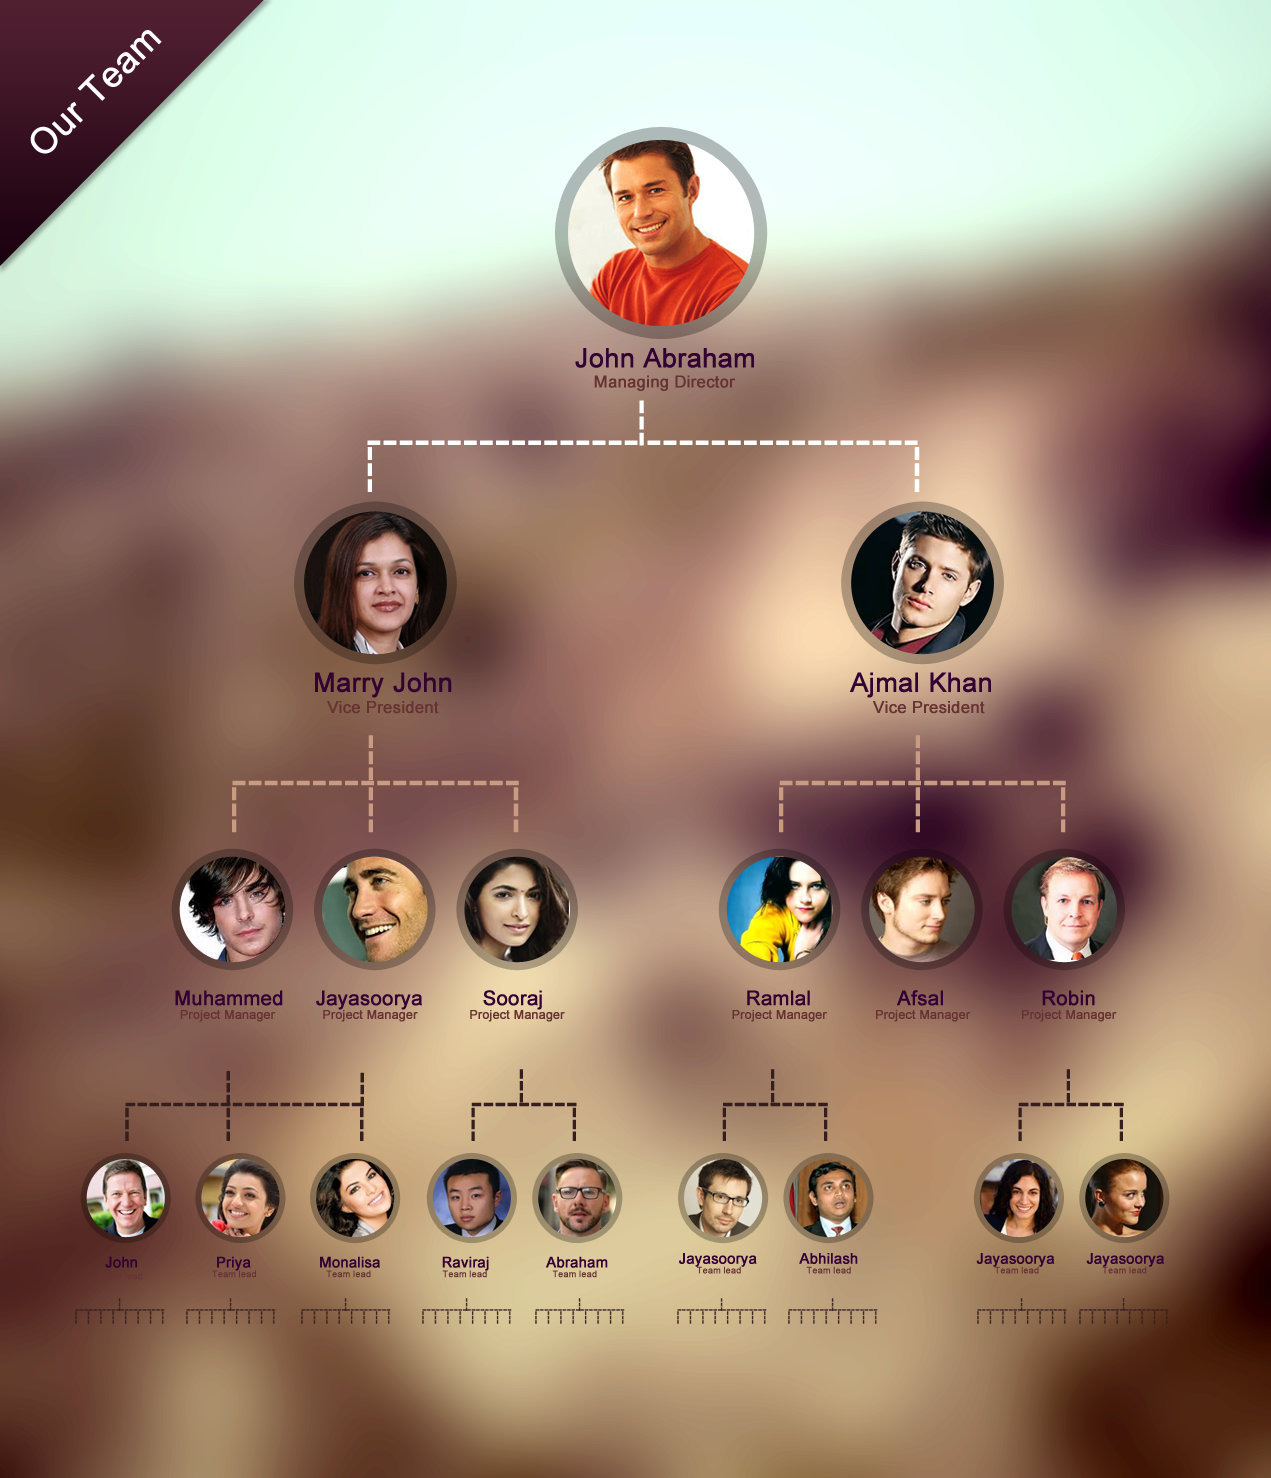 Our Team
John Abraham
Managing Director
Marry John
Vice President
Ajmal Khan
Vice President
Muhammed
Project Manager
Jayasoorya
Project Manager
Sooraj
Project Manager
Ramlal
Project Manager
Afsal
Project Manager
Robin
Project Manager
John
Priya
Team lead
Monalisa
Team lead
Raviraj
Team lead
Abraham
Team lead
Jayasoorya
Team lead
Abhilash
Team lead
Jayasoorya
Team lead
Jayasoorya
Team lead